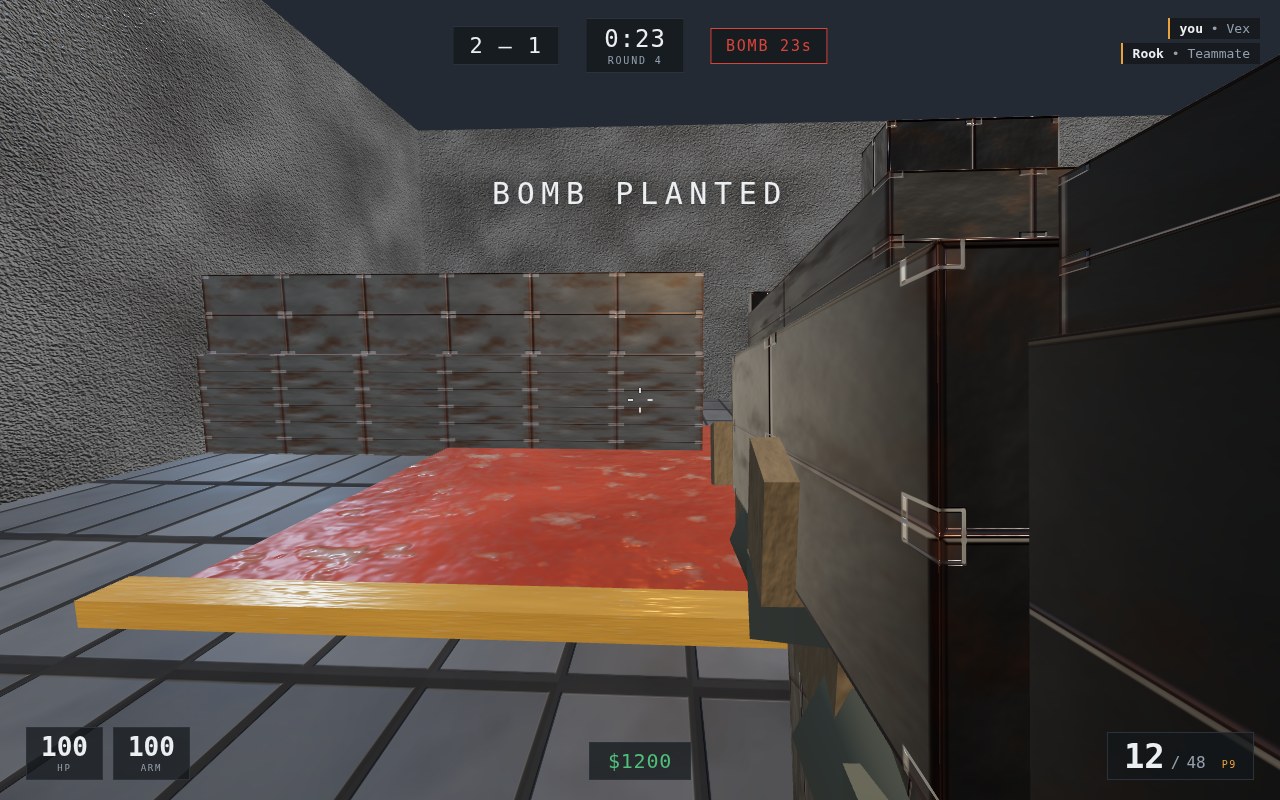 2 — 1
0:23
ROUND 4
BOMB 23s
you • Vex
Rook • Teammate
BOMB PLANTED
100
HP
100
ARM
$1200
12 / 48 P9